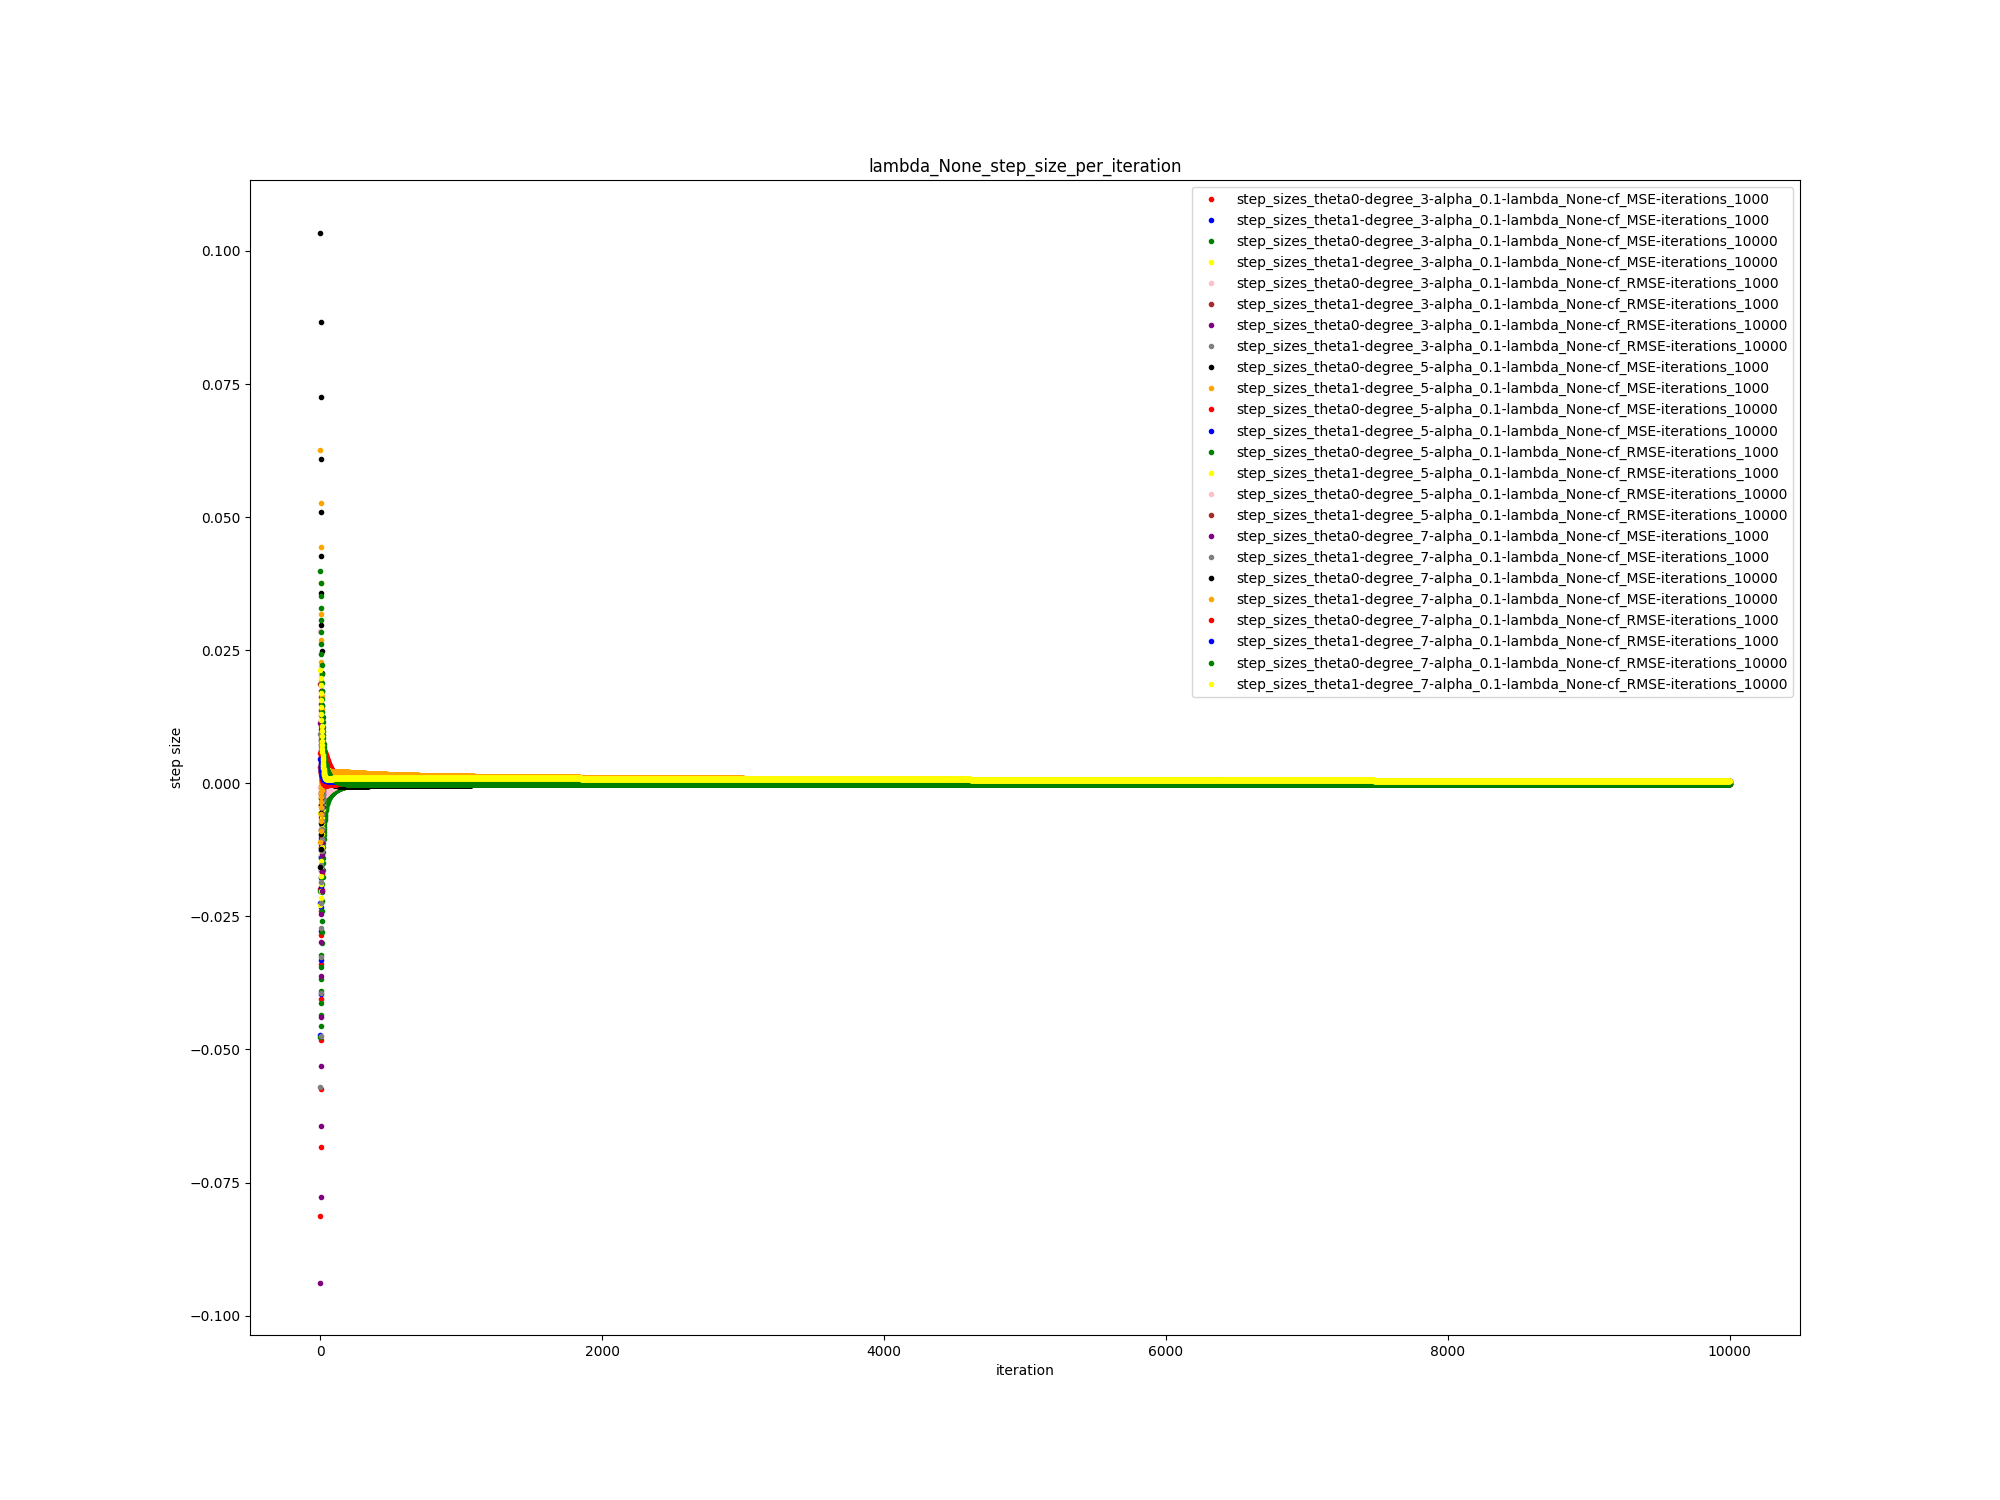 lambda_None_step_size_per_iteration
step_sizes_theta0-degree_3-alpha_0.1-lambda_None-cf_MSE-iterations_1000
step_sizes_theta1-degree_3-alpha_0.1-lambda_None-cf_MSE-iterations_1000
step_sizes_theta0-degree_3-alpha_0.1-lambda_None-cf_MSE-iterations_10000
step_sizes_theta1-degree_3-alpha_0.1-lambda_None-cf_MSE-iterations_10000
step_sizes_theta0-degree_3-alpha_0.1-lambda_None-cf_RMSE-iterations_1000
step_sizes_theta1-degree_3-alpha_0.1-lambda_None-cf_RMSE-iterations_1000
step_sizes_theta0-degree_3-alpha_0.1-lambda_None-cf_RMSE-iterations_10000
step_sizes_theta1-degree_3-alpha_0.1-lambda_None-cf_RMSE-iterations_10000
step_sizes_theta0-degree_5-alpha_0.1-lambda_None-cf_MSE-iterations_1000
step_sizes_theta1-degree_5-alpha_0.1-lambda_None-cf_MSE-iterations_1000
step_sizes_theta0-degree_5-alpha_0.1-lambda_None-cf_MSE-iterations_10000
step_sizes_theta1-degree_5-alpha_0.1-lambda_None-cf_MSE-iterations_10000
step_sizes_theta0-degree_5-alpha_0.1-lambda_None-cf_RMSE-iterations_1000
step_sizes_theta1-degree_5-alpha_0.1-lambda_None-cf_RMSE-iterations_1000
step_sizes_theta0-degree_5-alpha_0.1-lambda_None-cf_RMSE-iterations_10000
step_sizes_theta1-degree_5-alpha_0.1-lambda_None-cf_RMSE-iterations_10000
step_sizes_theta0-degree_7-alpha_0.1-lambda_None-cf_MSE-iterations_1000
step_sizes_theta1-degree_7-alpha_0.1-lambda_None-cf_MSE-iterations_1000
step_sizes_theta0-degree_7-alpha_0.1-lambda_None-cf_MSE-iterations_10000
step_sizes_theta1-degree_7-alpha_0.1-lambda_None-cf_MSE-iterations_10000
step_sizes_theta0-degree_7-alpha_0.1-lambda_None-cf_RMSE-iterations_1000
step_sizes_theta1-degree_7-alpha_0.1-lambda_None-cf_RMSE-iterations_1000
step_sizes_theta0-degree_7-alpha_0.1-lambda_None-cf_RMSE-iterations_10000
step_sizes_theta1-degree_7-alpha_0.1-lambda_None-cf_RMSE-iterations_10000
step size
0.100
0.075
0.050
0.025
0.000
−0.025
−0.050
−0.075
−0.100
0
2000
4000
6000
8000
10000
iteration